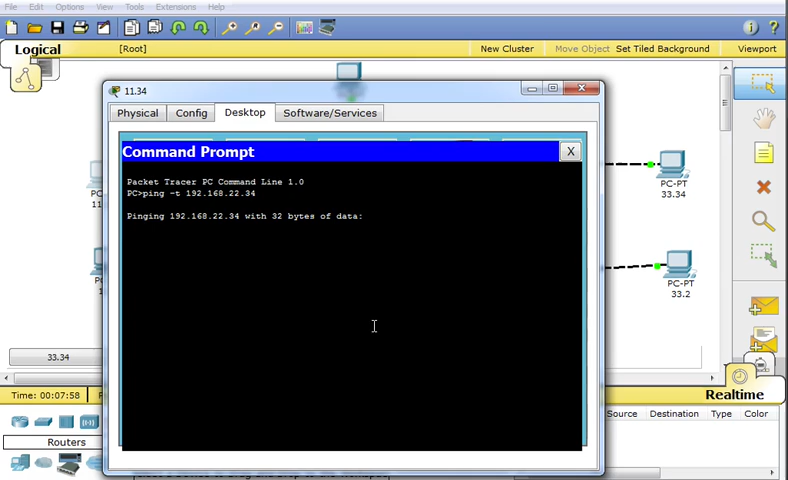 File Edit Options View Tools Extensions Help
Logical
[Root]
New Cluster
Move Object
Set Tiled Background
Viewport
11.34
Physical
Config
Desktop
Software/Services
Command Prompt
X
Packet Tracer PC Command Line 1.0
PC>ping -t 192.168.22.34
Pinging 192.168.22.34 with 32 bytes of data:
PC-PT
33.34
PC-PT
33.2
33.34
Time: 00:07:58
Realtime
Source
Destination
Type
Color
Routers